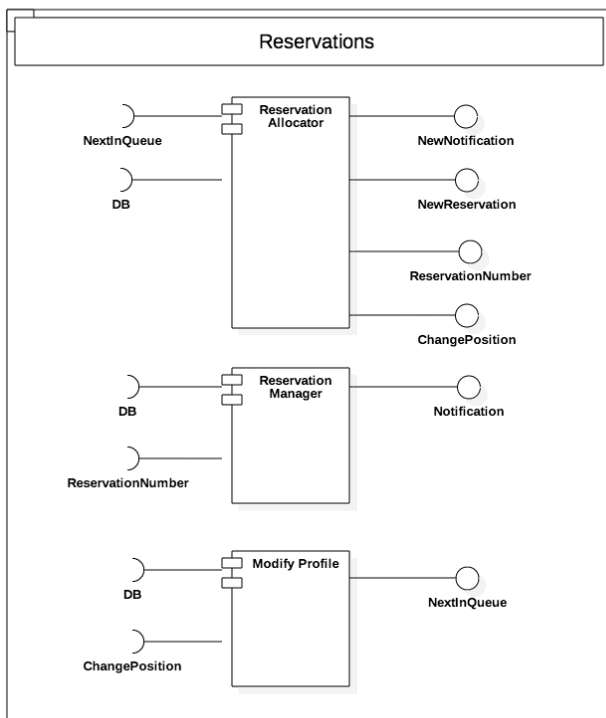 Reservations
Reservation
Allocator
NextInQueue
NewNotification
DB
NewReservation
ReservationNumber
ChangePosition
Reservation
Manager
DB
Notification
ReservationNumber
Modify Profile
DB
NextInQueue
ChangePosition